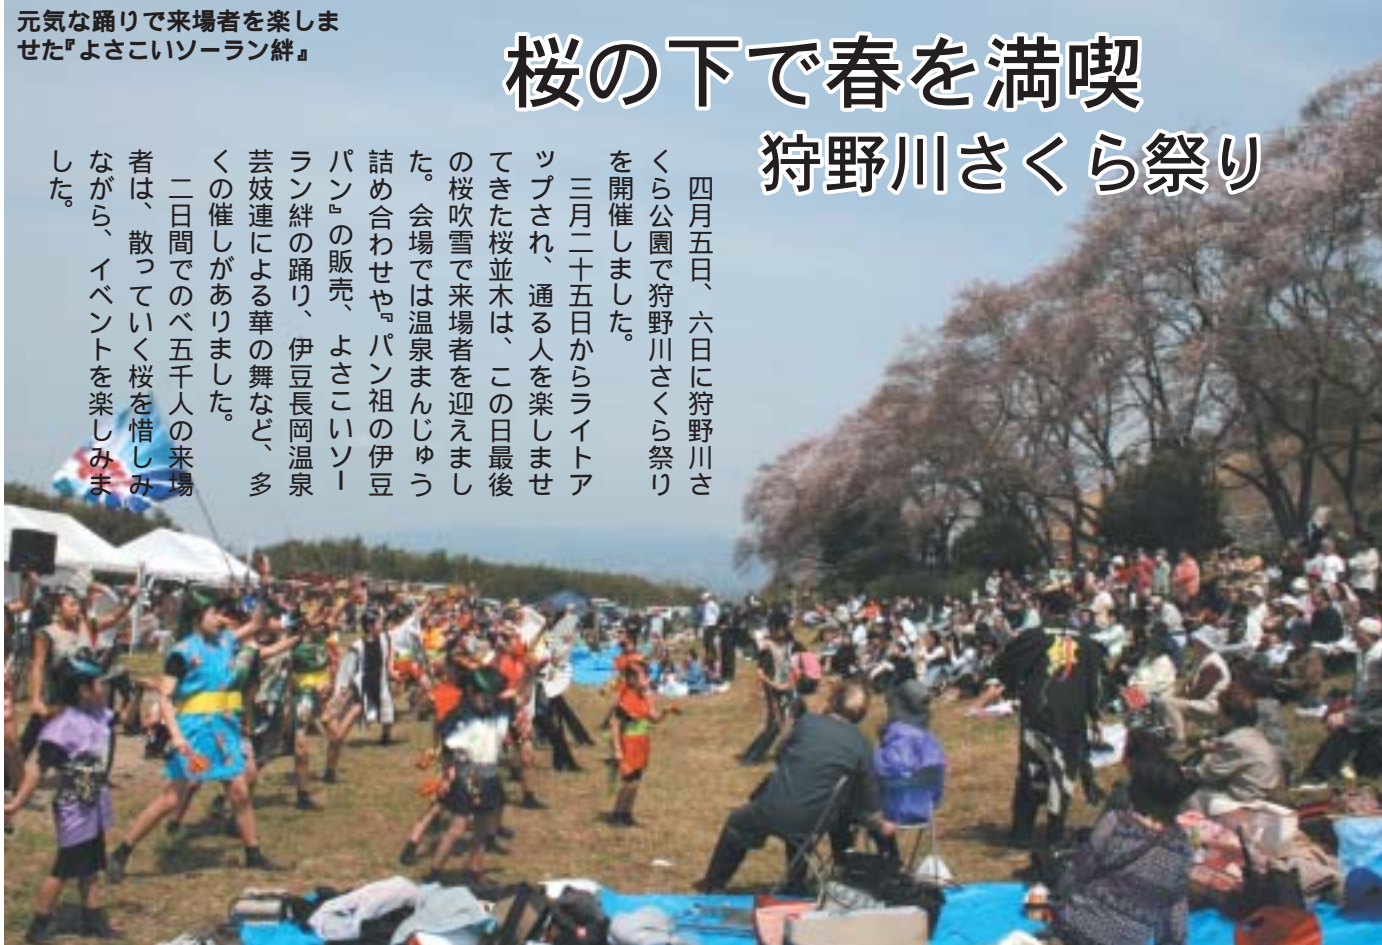 元気な踊りで来場者を楽しま
せた『よさこいソーラン絆』
桜の下で春を満喫
狩野川さくら祭り
四月五日、六日に狩野川さ
くら公園で狩野川さくら祭り
を開催しました。
三月二十五日からライトア
ップされ、通る人を楽しませ
てきた桜並木は、この日最後
の桜吹雪で来場者を迎えまし
た。会場では温泉まんじゅう
詰め合わせや『パン祖の伊豆
パン』の販売、よさこいソー
ラン絆の踊り、伊豆長岡温泉
芸妓連による華の舞など、多
くの催しがありました。
二日間でのべ五千人の来場
者は、散っていく桜を惜しみ
ながら、イベントを楽しみま
した。